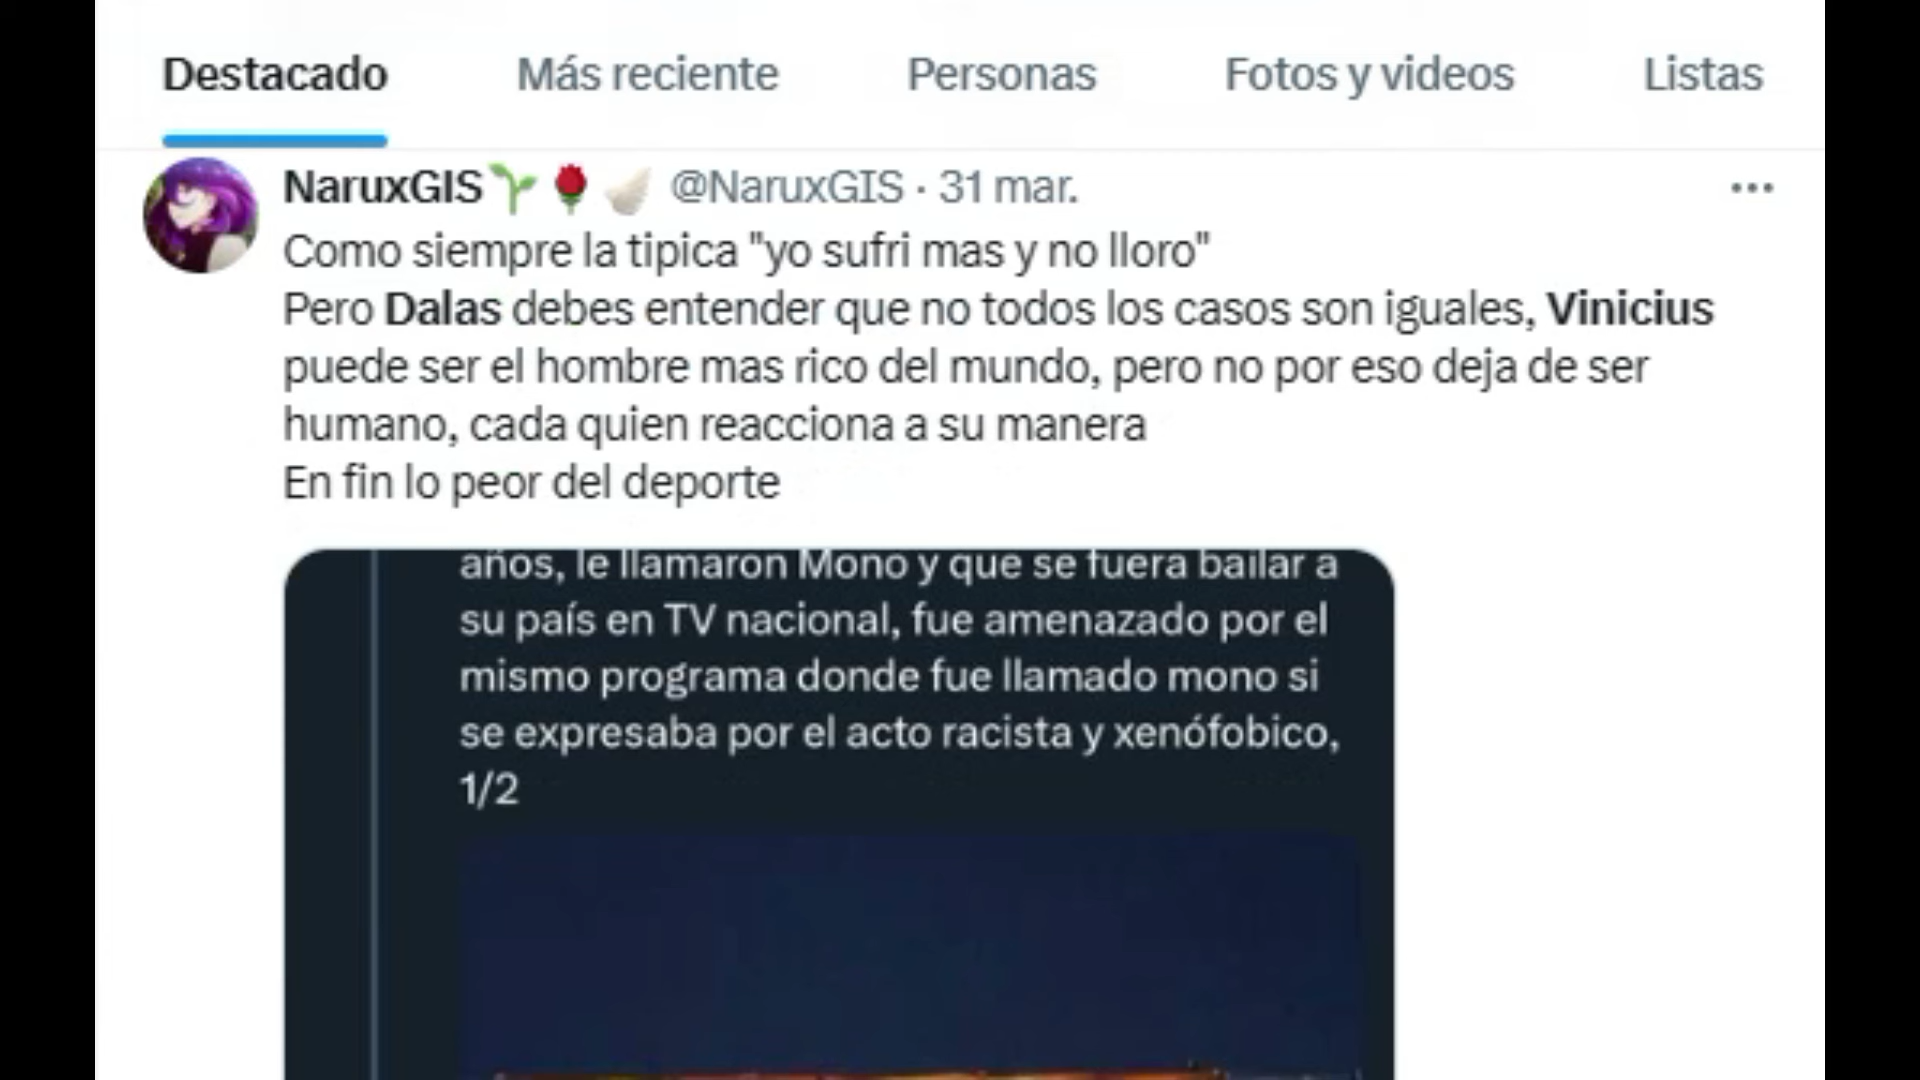 Destacado Más reciente Personas Fotos y videos Listas
NaruxGIS @NaruxGIS · 31 mar.
Como siempre la tipica "yo sufri mas y no lloro"
Pero Dalas debes entender que no todos los casos son iguales, Vinicius
puede ser el hombre mas rico del mundo, pero no por eso deja de ser
humano, cada quien reacciona a su manera
En fin lo peor del deporte
años, le llamaron Mono y que se fuera bailar a
su país en TV nacional, fue amenazado por el
mismo programa donde fue llamado mono si
se expresaba por el acto racista y xenófobico,
1/2